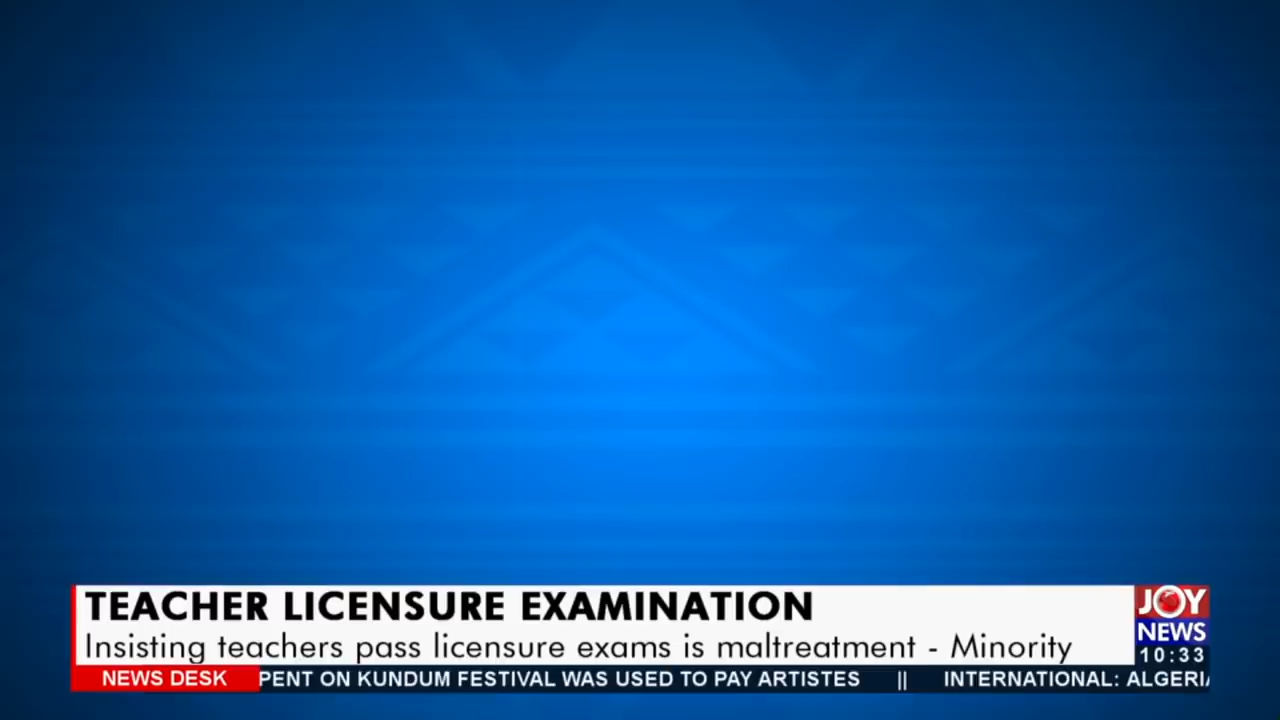 TEACHER LICENSURE EXAMINATION
Insisting teachers pass licensure exams is maltreatment - Minority
JOY
NEWS
10:33
NEWS DESK
PENT ON KUNDUM FESTIVAL WAS USED TO PAY ARTISTES || INTERNATIONAL: ALGERI